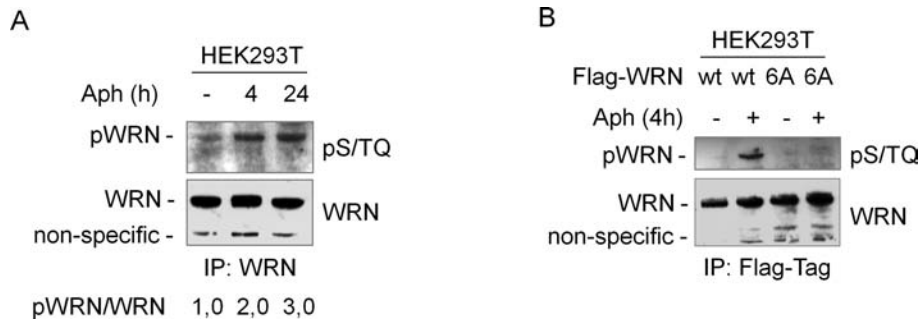 A
HEK293T
Aph (h) - 4 24
pWRN - pS/TQ
WRN - WRN
non-specific -
IP: WRN
pWRN/WRN 1,0 2,0 3,0
B
HEK293T
Flag-WRN wt wt 6A 6A
Aph (4h) - + - +
pWRN - pS/TQ
WRN - WRN
non-specific -
IP: Flag-Tag